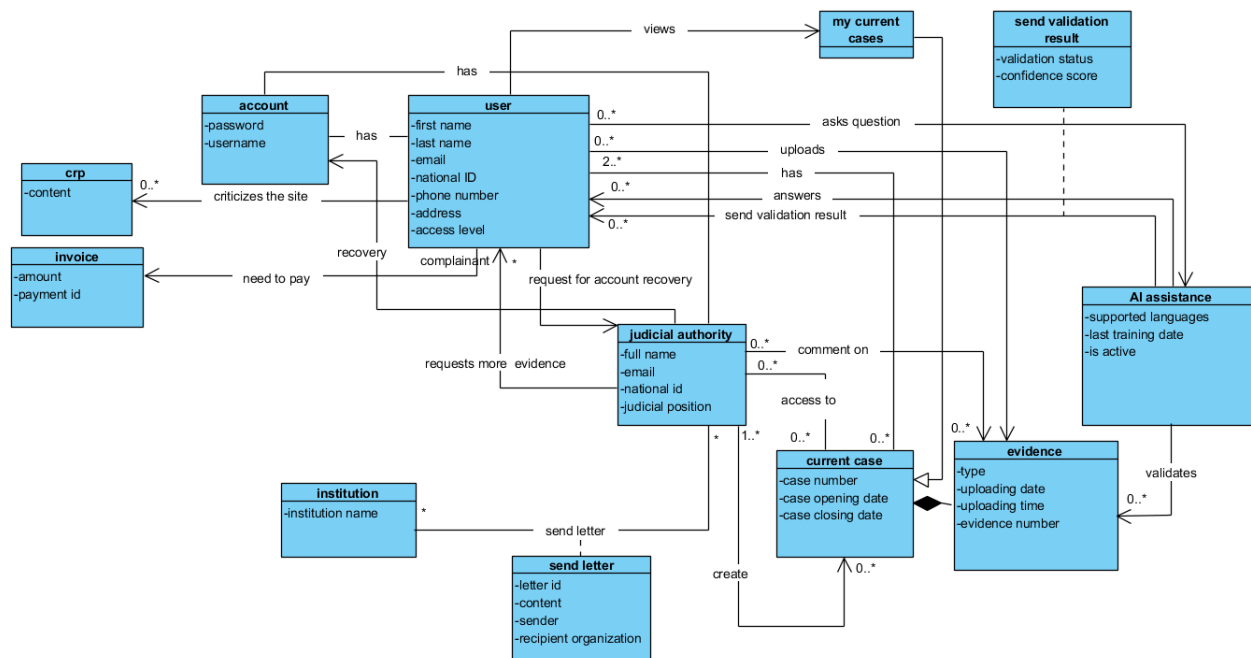 my current
cases
send validation
result
-validation status
-confidence score
views
has
account
-password
-username
has
user
-first name
-last name
-email
-national ID
-phone number
-address
-access level
0..*
asks question
0..*
uploads
2..*
has
0..*
answers
send validation result
0..*
crp
-content
0..*
criticizes the site
invoice
-amount
-payment id
need to pay
recovery
complainant
*
request for account recovery
AI assistance
-supported languages
-last training date
-is active
judicial authority
-full name
-email
-national id
-judicial position
requests more evidence
0..*
comment on
0..*
access to
*
1..*
0..*
0..*
0..*
current case
-case number
-case opening date
-case closing date
evidence
-type
-uploading date
-uploading time
-evidence number
validates
0..*
institution
-institution name
*
send letter
send letter
-letter id
-content
-sender
-recipient organization
create
0..*